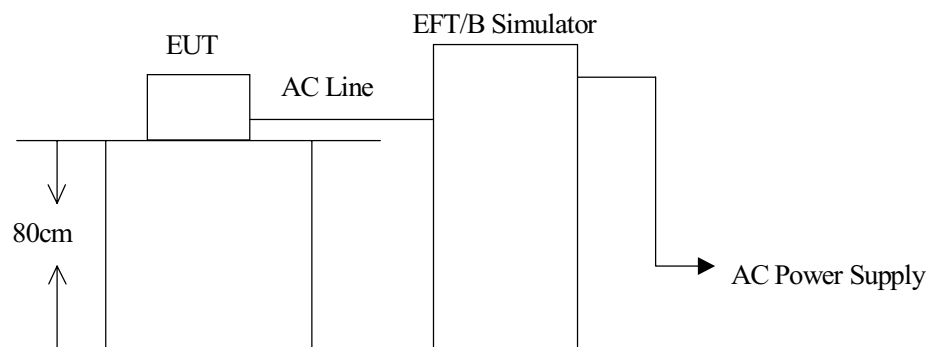 EFT/B Simulator
EUT
AC Line
80cm
AC Power Supply